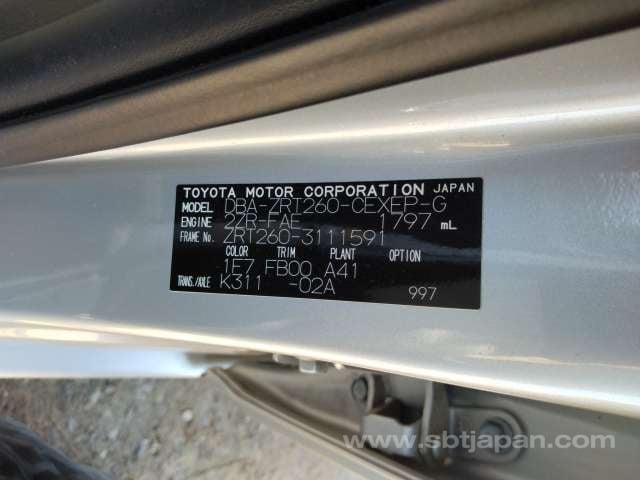 TOYOTA MOTOR CORPORATION JAPAN
MODEL DBA-ZRT260-CEXEP-G
ENGINE 2ZR-FAE 1797 mL
FRAME No. ZRT260-3111591
COLOR TRIM PLANT OPTION
1E7 FB00 A41
TRANS./AXLE K311 -02A 997
www.sbtjapan.com